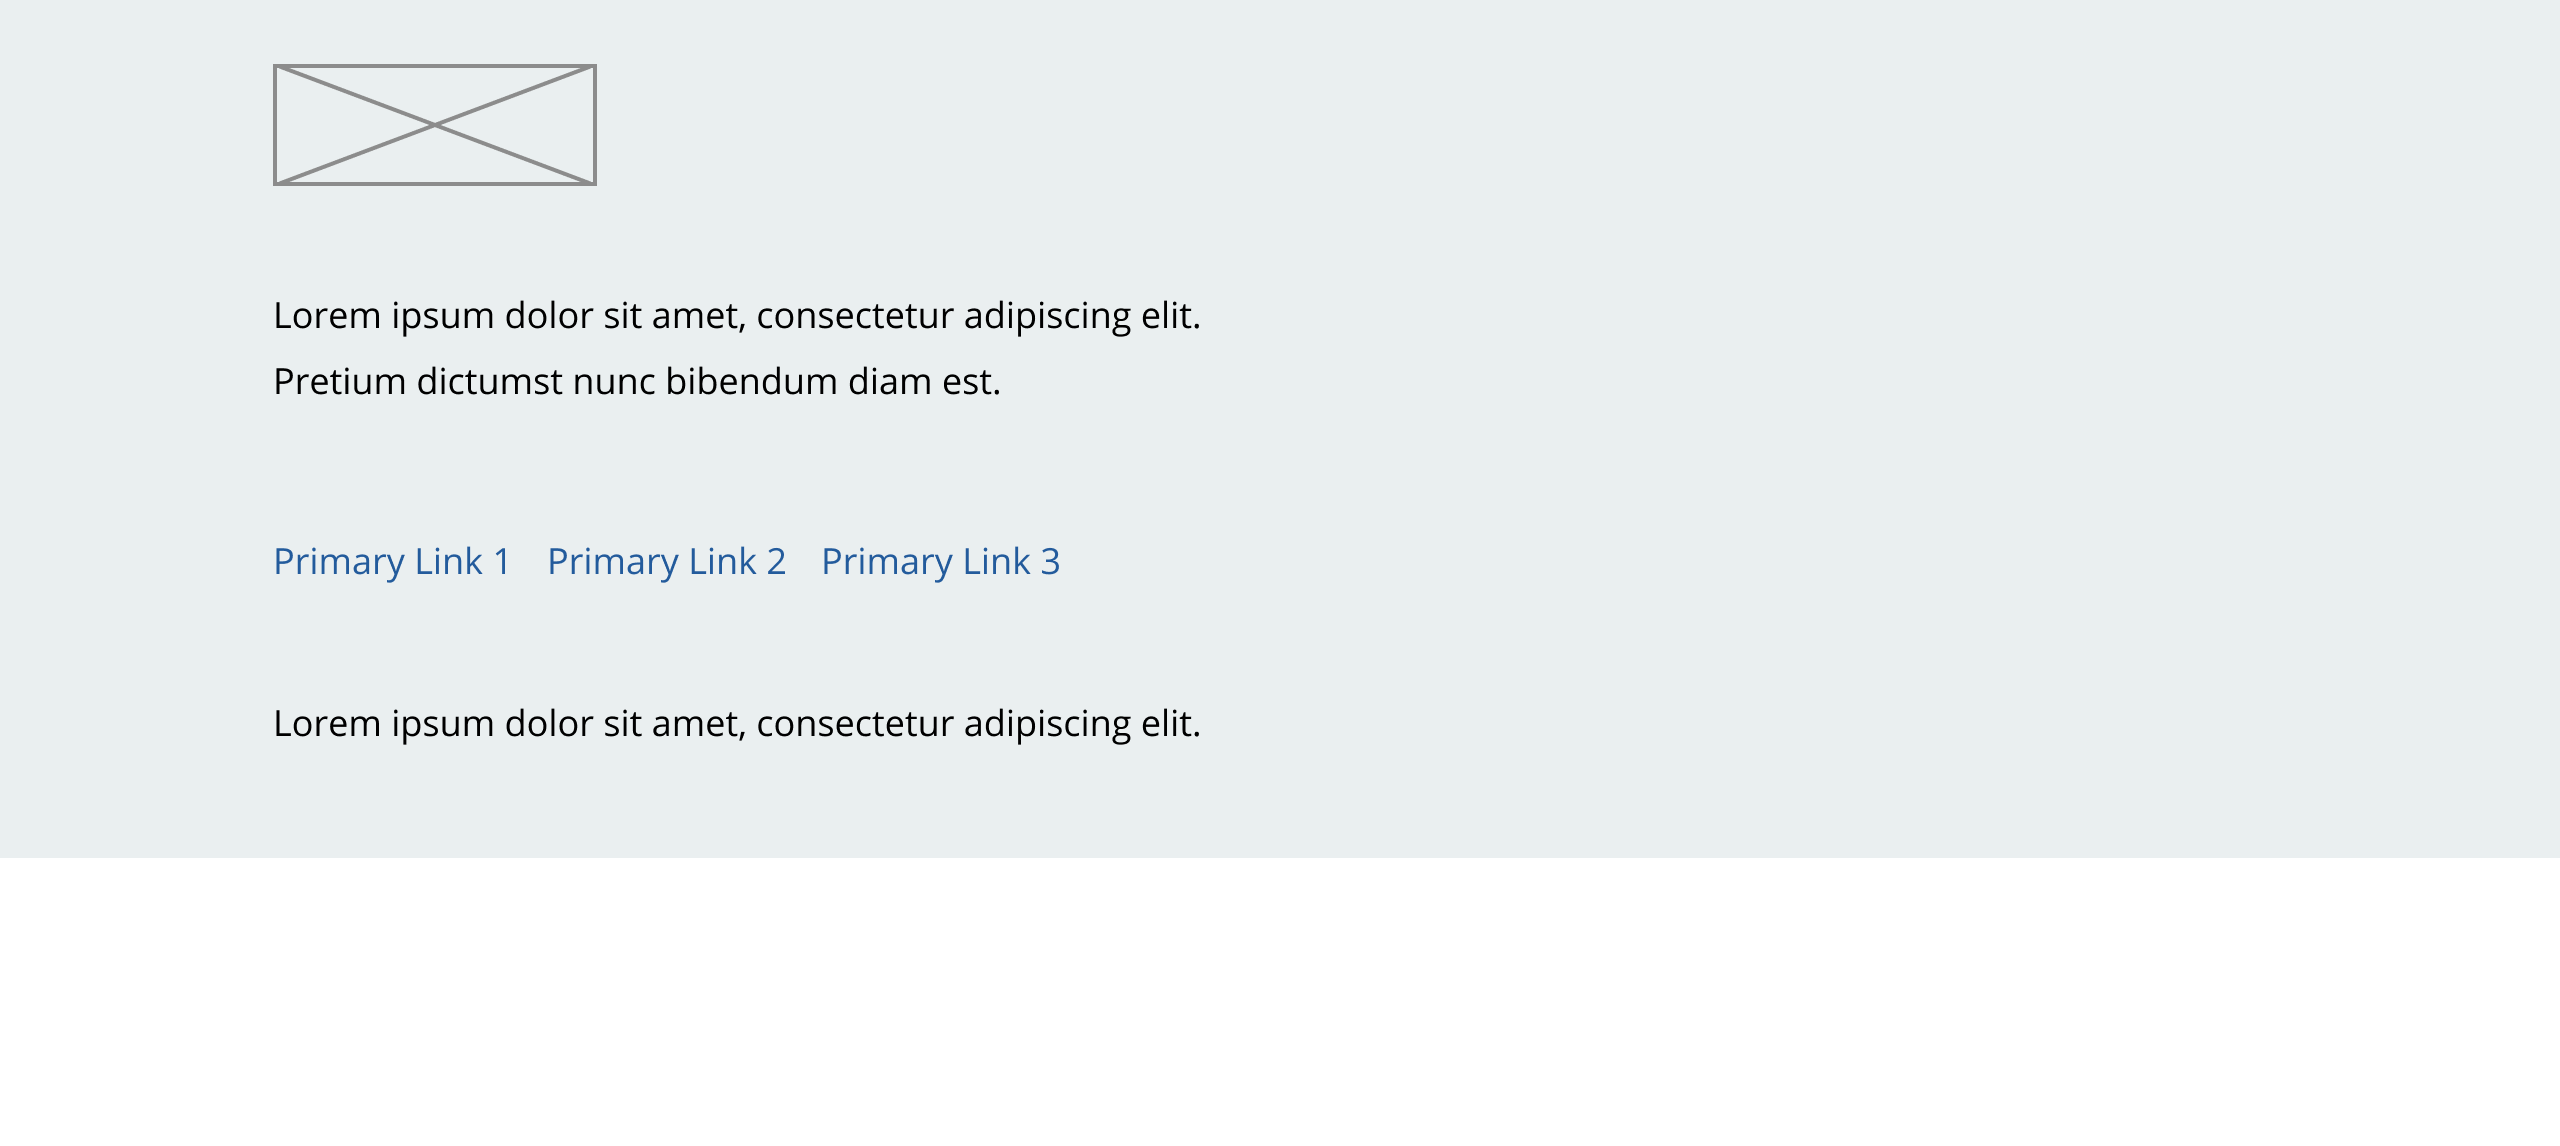 Lorem ipsum dolor sit amet, consectetur adipiscing elit.
Pretium dictumst nunc bibendum diam est.
Primary Link 1 Primary Link 2 Primary Link 3
Lorem ipsum dolor sit amet, consectetur adipiscing elit.